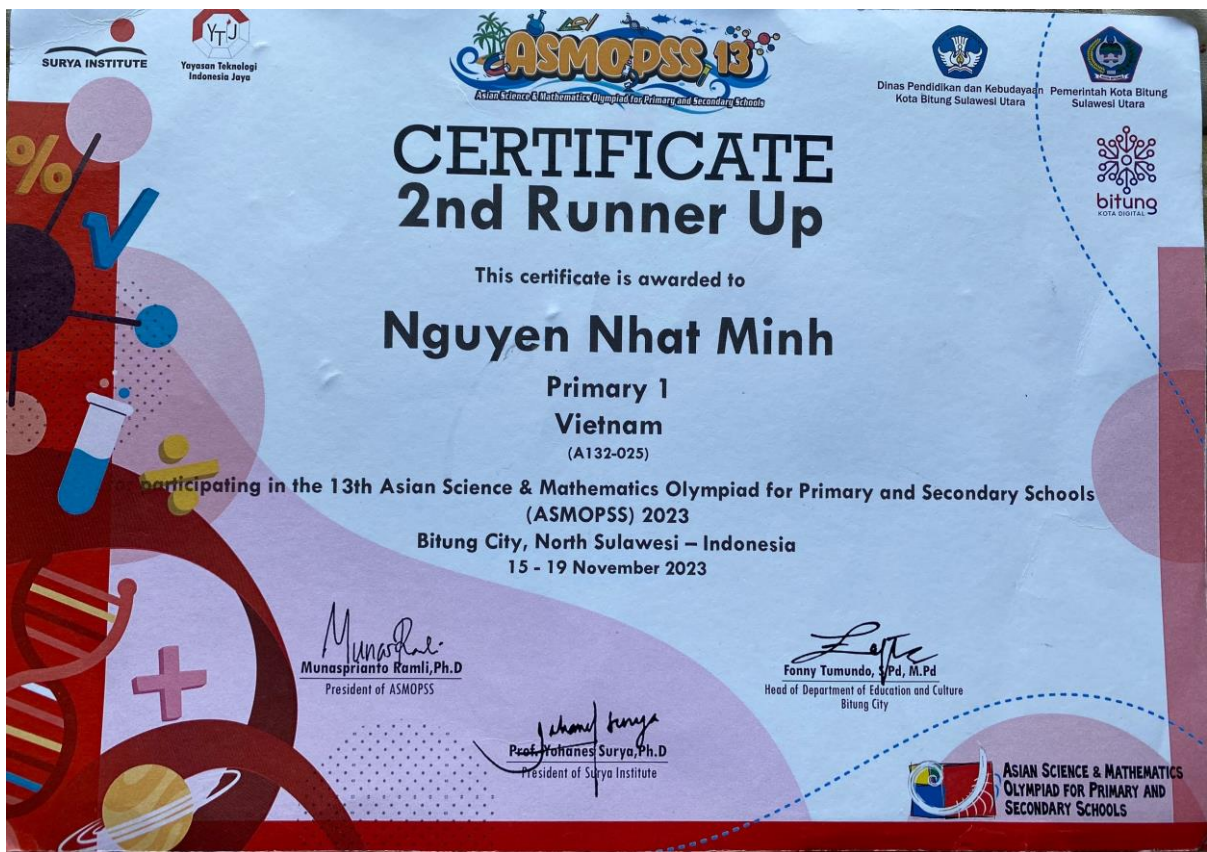 SURYA INSTITUTE
YTIJ
Yayasan Teknologi
Indonesia Jaya
ASMOPSS 13
Asian Science & Mathematics Olympiad for Primary and Secondary Schools
Dinas Pendidikan dan Kebudayaan
Kota Bitung Sulawesi Utara
Pemerintah Kota Bitung
Sulawesi Utara
bitung
KOTA DIGITAL
CERTIFICATE
2nd Runner Up
This certificate is awarded to
Nguyen Nhat Minh
Primary 1
Vietnam
(A132-025)
for participating in the 13th Asian Science & Mathematics Olympiad for Primary and Secondary Schools
(ASMOPSS) 2023
Bitung City, North Sulawesi – Indonesia
15 - 19 November 2023
Munasprianto Ramli,Ph.D
President of ASMOPSS
Fonny Tumundo, S/Pd, M.Pd
Head of Department of Education and Culture
Bitung City
Yohanes Surya
Prof. Yohanes Surya,Ph.D
President of Surya Institute
ASIAN SCIENCE & MATHEMATICS
OLYMPIAD FOR PRIMARY AND
SECONDARY SCHOOLS